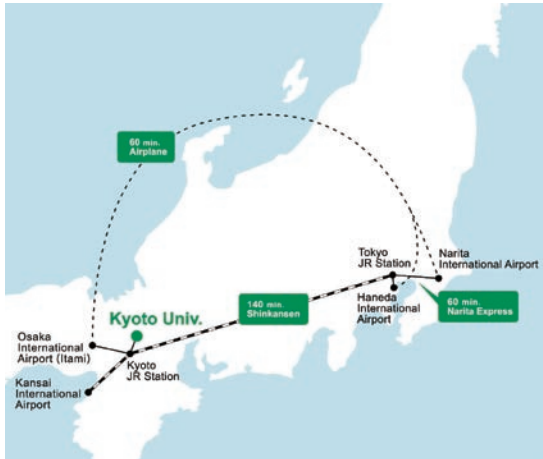 60 min.
Airplane
Tokyo
JR Station
Narita
International Airport
Haneda
International
Airport
60 min.
Narita Express
140 min.
Shinkansen
Kyoto Univ.
Osaka
International
Airport (Itami)
Kyoto
JR Station
Kansai
International
Airport